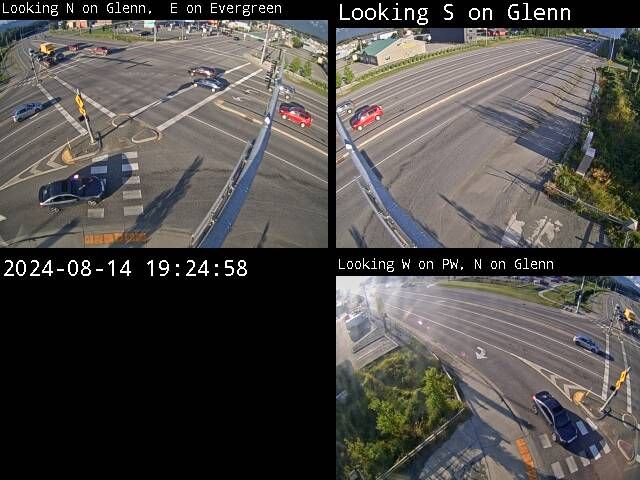 Looking N on Glenn, E on Evergreen
Looking S on Glenn
2024-08-14 19:24:58
Looking W on PW, N on Glenn